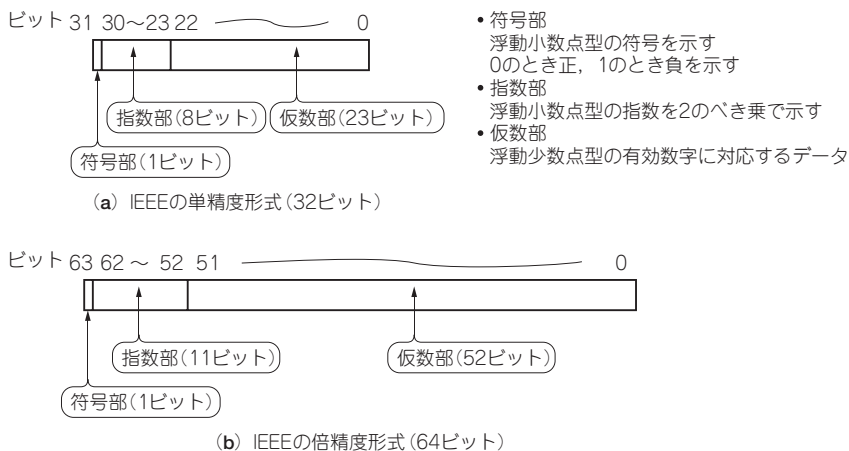 ビット 31 30～23 22 0
指数部(8ビット) 仮数部(23ビット)
符号部(1ビット)
(a) IEEEの単精度形式(32ビット)
• 符号部
浮動小数点型の符号を示す
0のとき正，1のとき負を示す
• 指数部
浮動小数点型の指数を2のべき乗で示す
• 仮数部
浮動少数点型の有効数字に対応するデータ
ビット 63 62 ～ 52 51 0
指数部(11ビット) 仮数部(52ビット)
符号部(1ビット)
(b) IEEEの倍精度形式(64ビット)